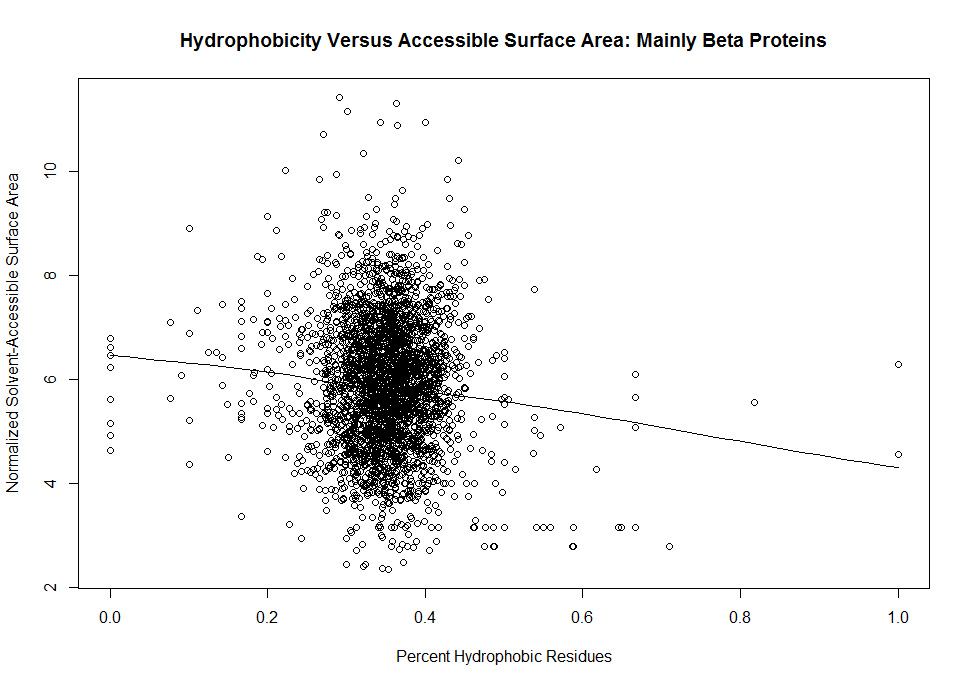 Hydrophobicity Versus Accessible Surface Area: Mainly Beta Proteins
Normalized Solvent-Accessible Surface Area
10
8
6
4
2
0.0 0.2 0.4 0.6 0.8 1.0
Percent Hydrophobic Residues